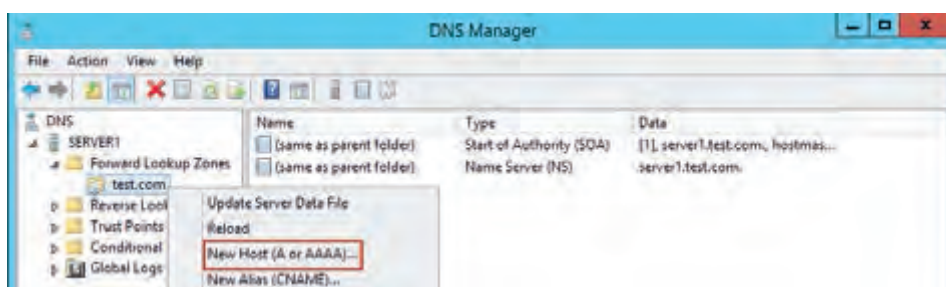 DNS Manager
File Action View Help
DNS
SERVER1
Forward Lookup Zones
test.com
Reverse Look
Trust Points
Conditional
Global Logs
Name Type Data
(same as parent folder) Start of Authority (SOA) [1], server1.test.com., hostmas...
(same as parent folder) Name Server (NS) server1.test.com.
Update Server Data File
Reload
New Host (A or AAAA)...
New Alias (CNAME)...